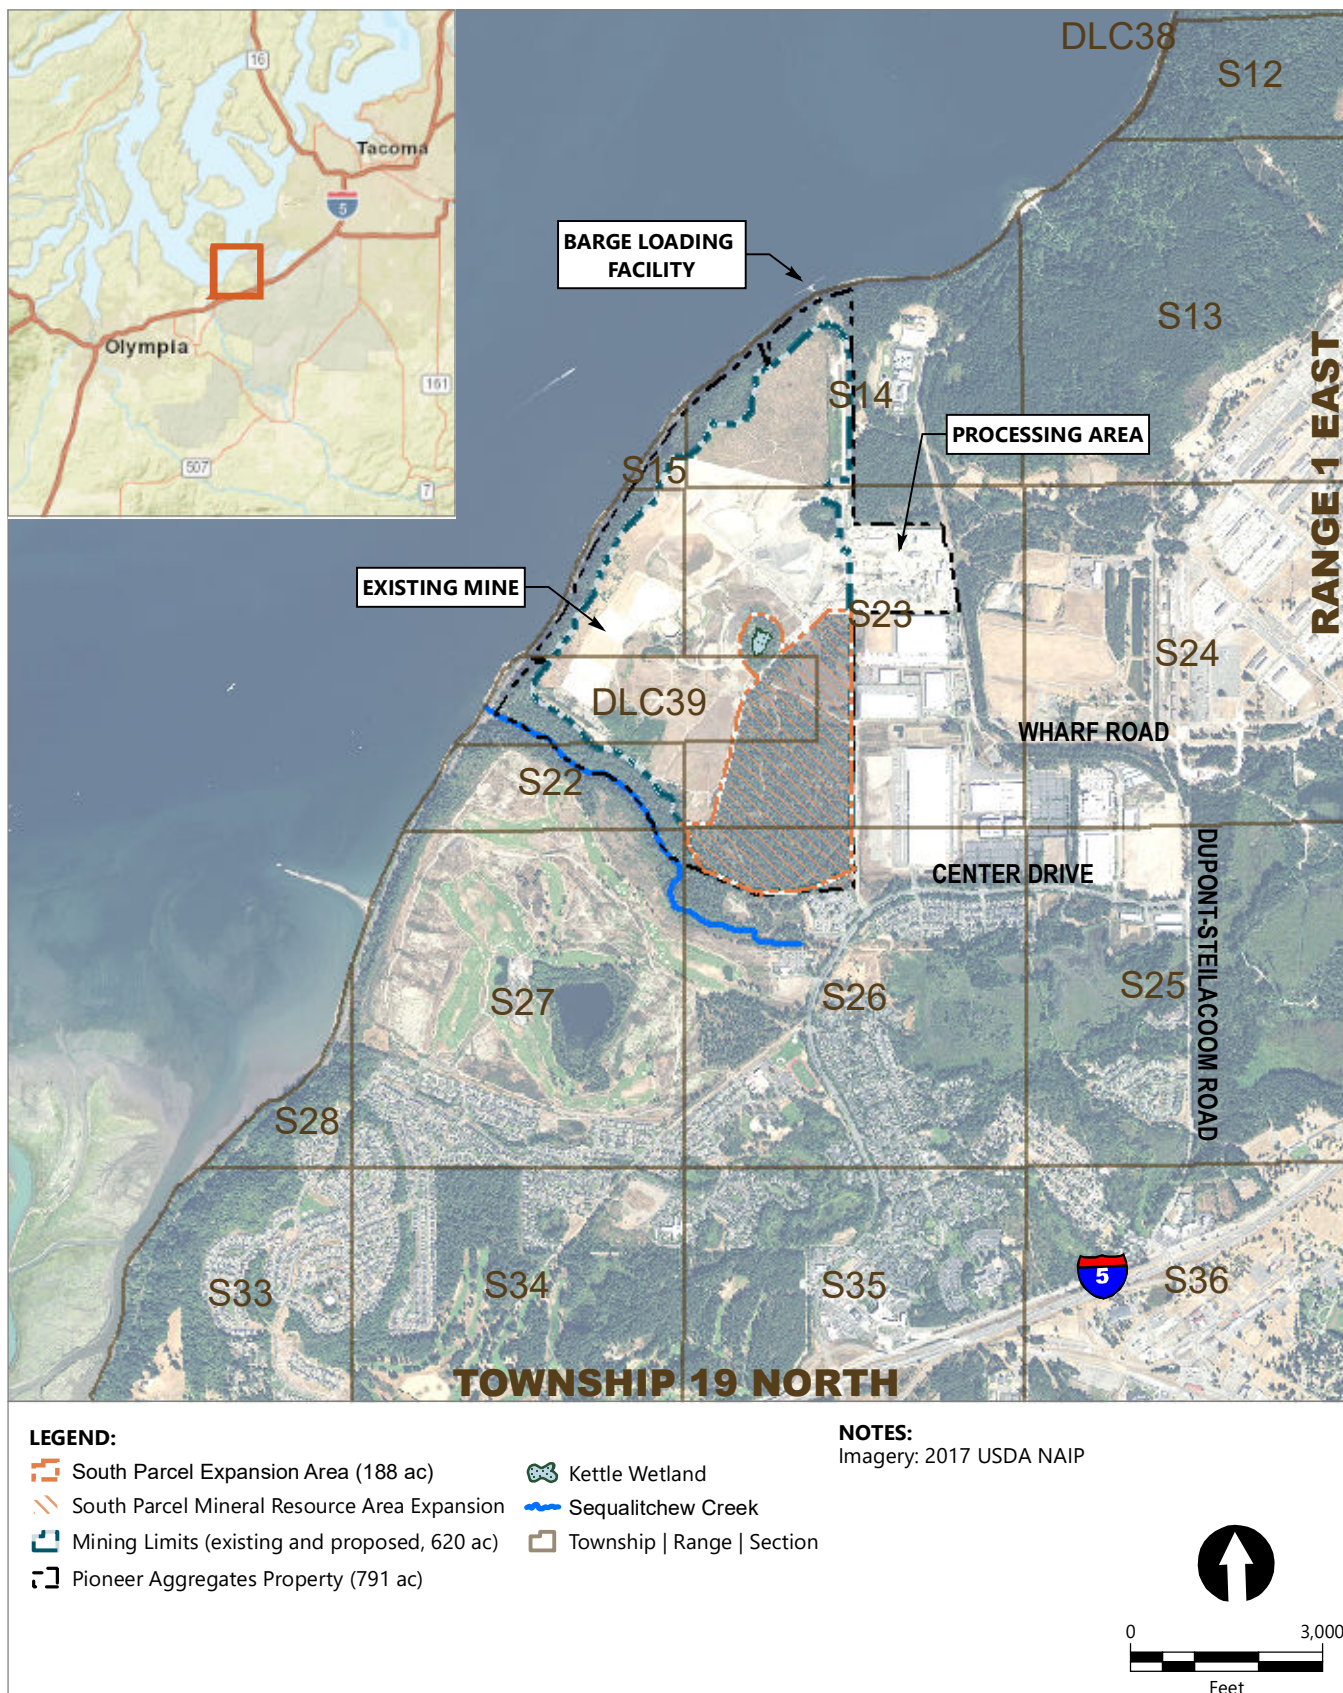 16
Tacoma
5
Olympia
161
507
7
DLC38
S12
S13
BARGE LOADING
FACILITY
S14
PROCESSING AREA
RANGE 1 EAST
S15
EXISTING MINE
S23
S24
DLC39
WHARF ROAD
S22
CENTER DRIVE
DUPONT-STEILACOOM ROAD
S27
S26
S25
S28
S33
S34
S35
5
S36
TOWNSHIP 19 NORTH
LEGEND:
South Parcel Expansion Area (188 ac)
South Parcel Mineral Resource Area Expansion
Mining Limits (existing and proposed, 620 ac)
Pioneer Aggregates Property (791 ac)
Kettle Wetland
Sequalitchew Creek
Township | Range | Section
NOTES:
Imagery: 2017 USDA NAIP
0 3,000
Feet